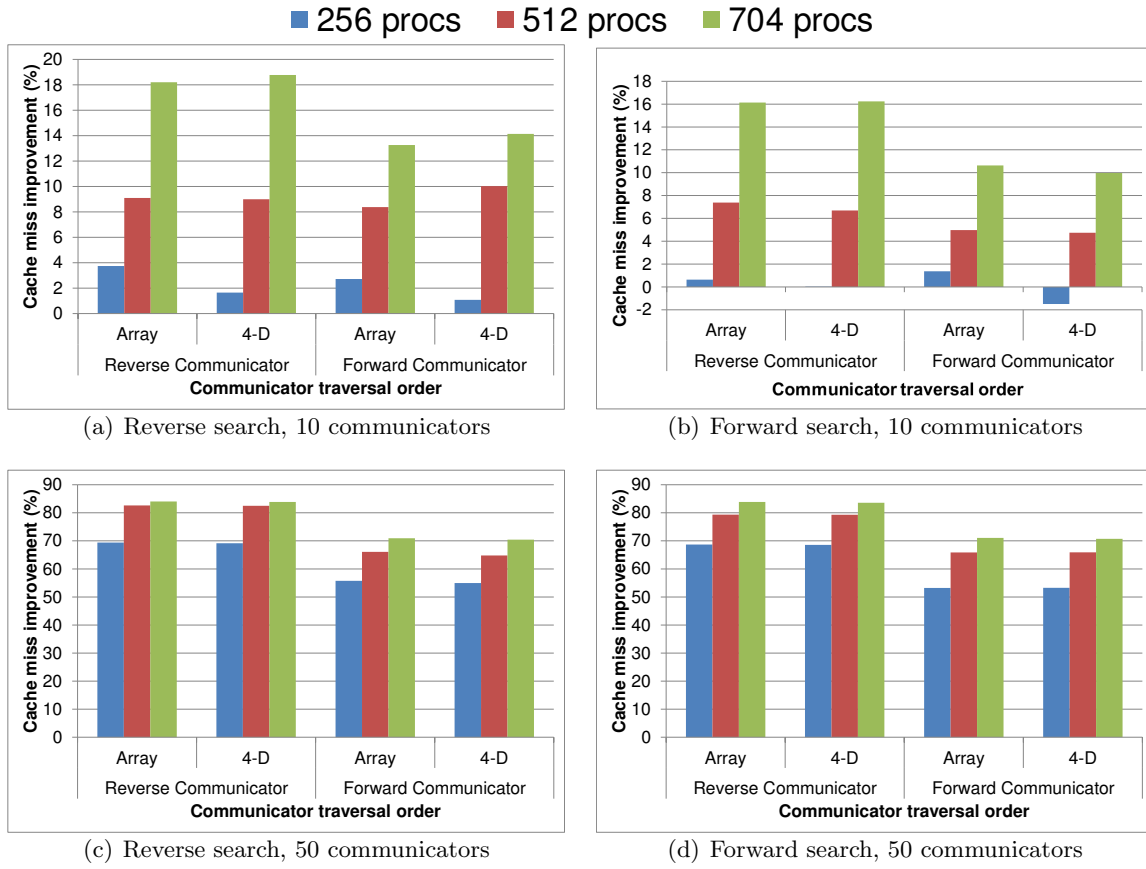 256 procs 512 procs 704 procs
Cache miss improvement (%)
20
18
16
14
12
10
8
6
4
2
0
Array 4-D Array 4-D
Reverse Communicator Forward Communicator
Communicator traversal order
(a) Reverse search, 10 communicators
Cache miss improvement (%)
18
16
14
12
10
8
6
4
2
0
-2
Array 4-D Array 4-D
Reverse Communicator Forward Communicator
Communicator traversal order
(b) Forward search, 10 communicators
Cache miss improvement (%)
90
80
70
60
50
40
30
20
10
0
Array 4-D Array 4-D
Reverse Communicator Forward Communicator
Communicator traversal order
(c) Reverse search, 50 communicators
Cache miss improvement (%)
90
80
70
60
50
40
30
20
10
0
Array 4-D Array 4-D
Reverse Communicator Forward Communicator
Communicator traversal order
(d) Forward search, 50 communicators